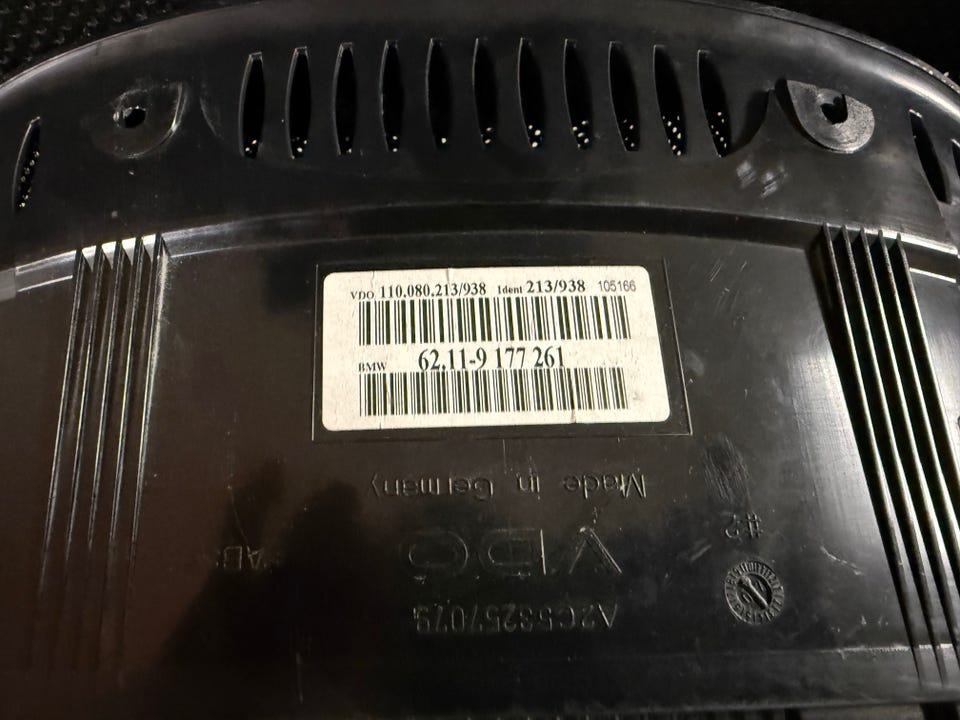 VDO 110.080.213/938 Ident 213/938 105166
BMW 62.11-9 177 261
Made in Germany
#2
VDO
A2C53257079